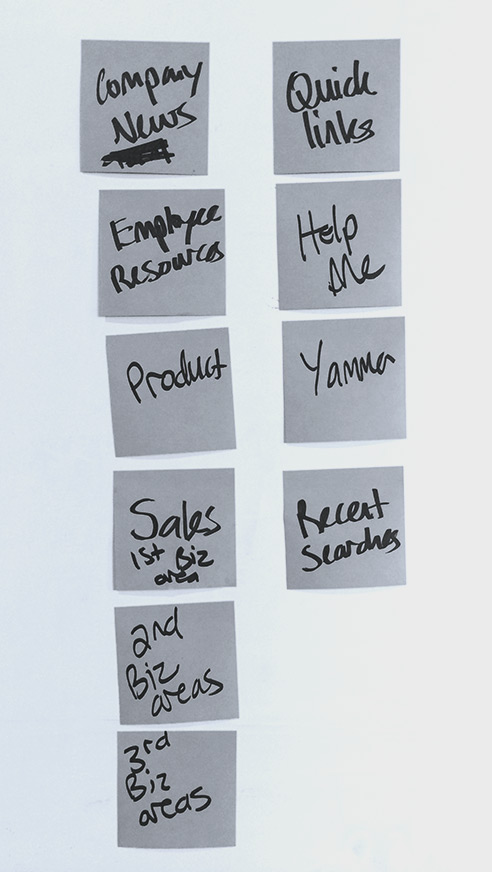 Company
News
Employee
Resources
Product
Sales
1st Biz
area
2nd
Biz
areas
3rd
Biz
areas
Quick
links
Help
Me
Yammer
Recent
Searches